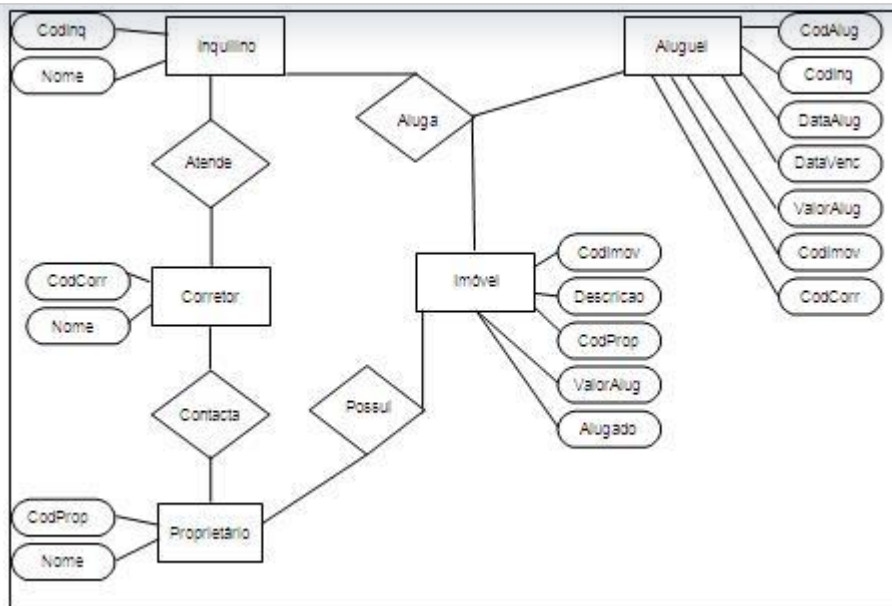 CodInq
Inquilino
Aluguel
CodAlug
Nome
CodInq
Aluga
DataAlug
Atende
DataVenc
ValorAlug
CodImov
CodImov
CodCorr
Corretor
Imóvel
Descricao
CodCorr
Nome
CodProp
ValorAlug
Possui
Contacta
Alugado
CodProp
Proprietário
Nome